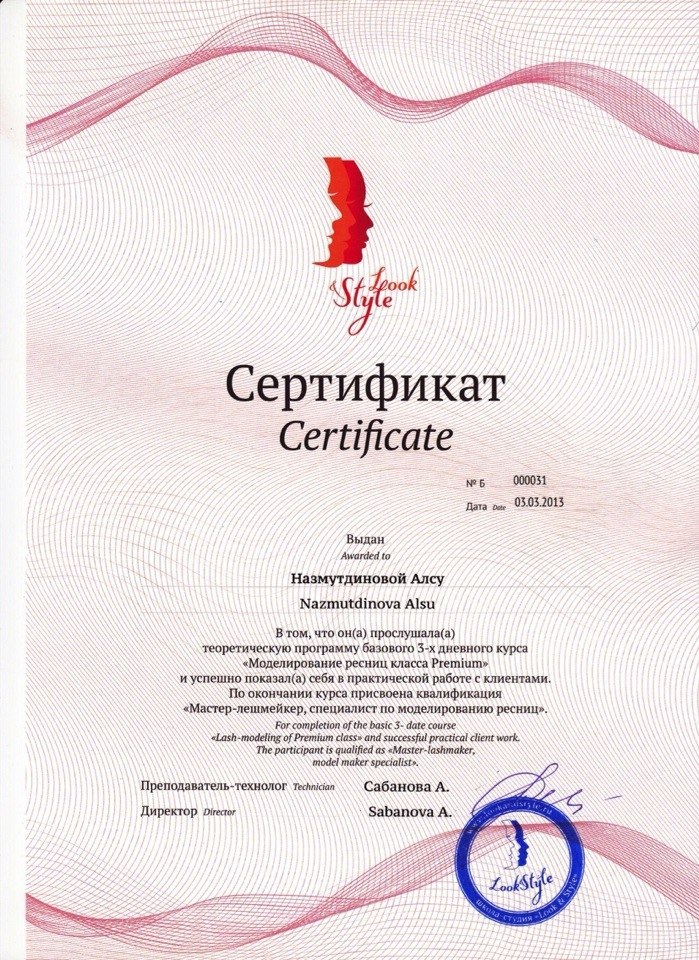 Look
& Style
Сертификат
Certificate
№ Б 000031
Дата Date 03.03.2013
Выдан
Awarded to
Назмутдиновой Алсу
Nazmutdinova Alsu
В том, что он(а) прослушала(а)
теоретическую программу базового 3-х дневного курса
«Моделирование ресниц класса Premium»
и успешно показал(а) себя в практической работе с клиентами.
По окончании курса присвоена квалификация
«Мастер-лешмейкер, специалист по моделированию ресниц».
For completion of the basic 3- date course
«Lash-modeling of Premium class» and successful practical client work.
The participant is qualified as «Master-lashmaker,
model maker specialist».
Преподаватель-технолог Technician Сабанова А.
Директор Director Sabanova A.
www.lookandstyle.ru
LookStyle
школа-студия «Look & Style»